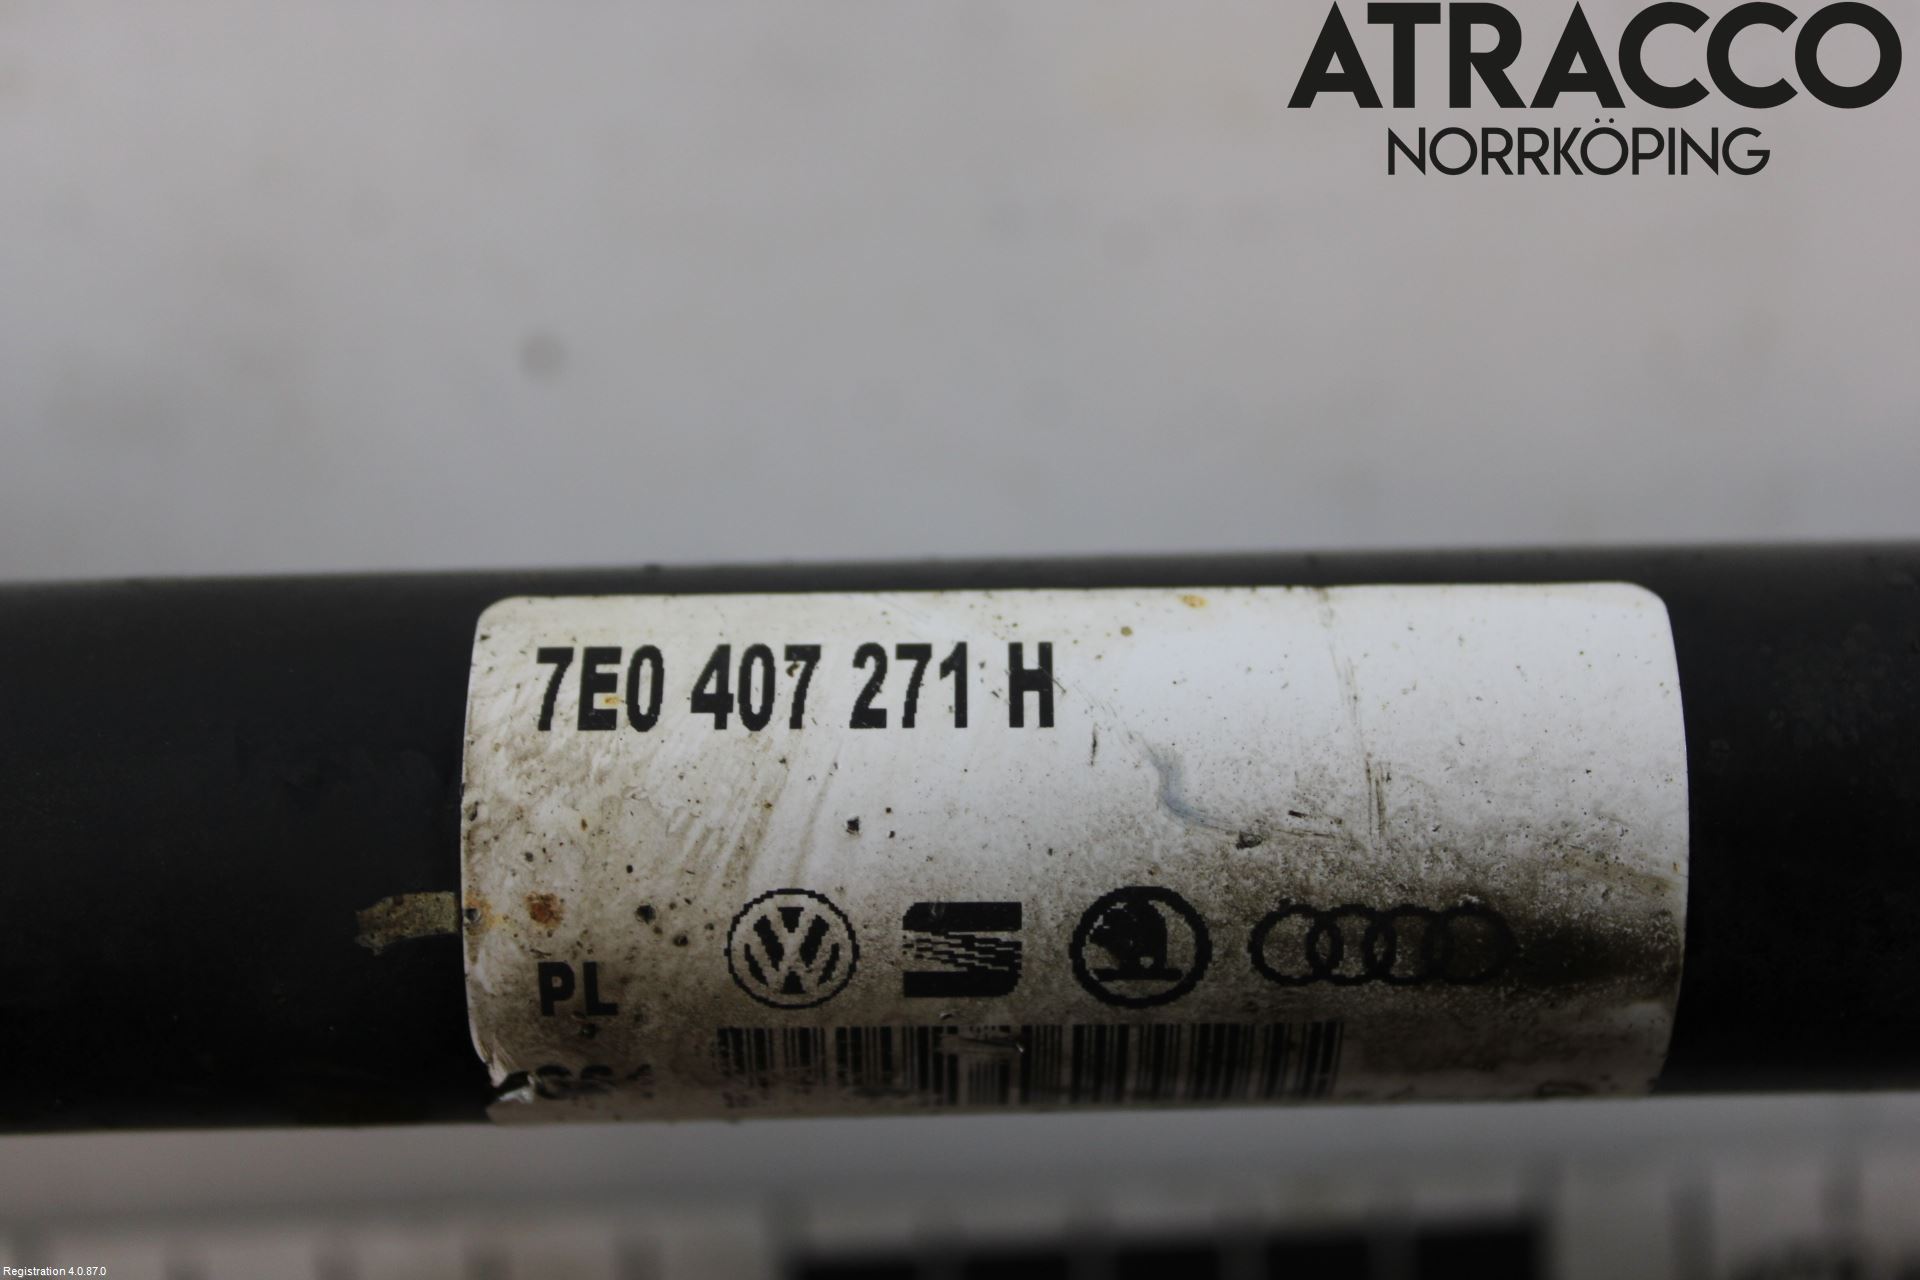 ATRACCO
NORRKÖPING
7E0 407 271 H
PL
Registration 4.0.87.0